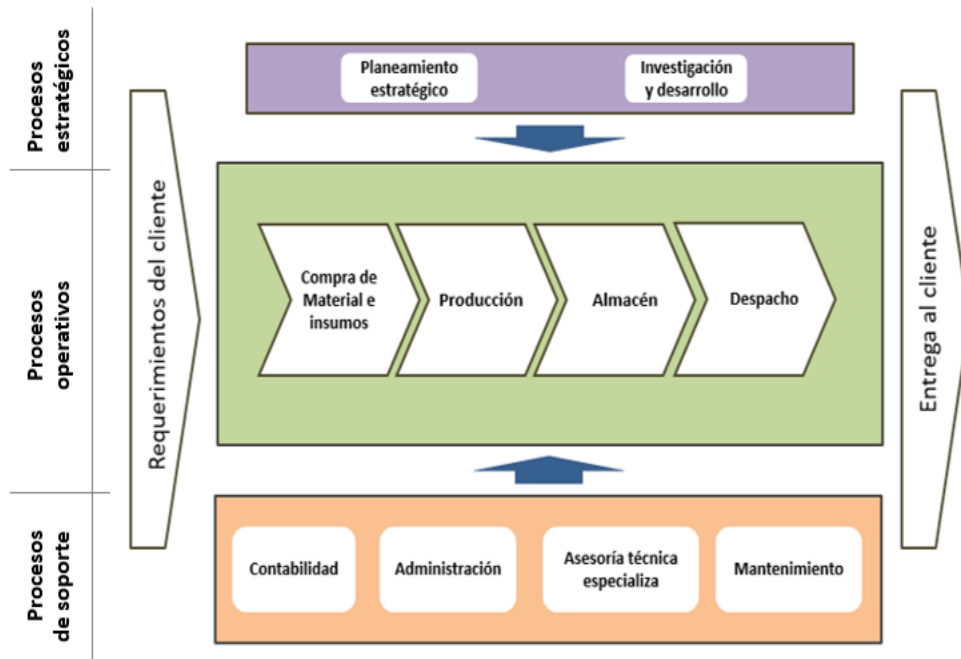 Procesos
estratégicos
Planeamiento
estratégico
Investigación
y desarrollo
Requerimientos del cliente
Procesos
operativos
Compra de
Material e
insumos
Producción
Almacén
Despacho
Entrega al cliente
Procesos
de soporte
Contabilidad
Administración
Asesoría técnica
especializa
Mantenimiento